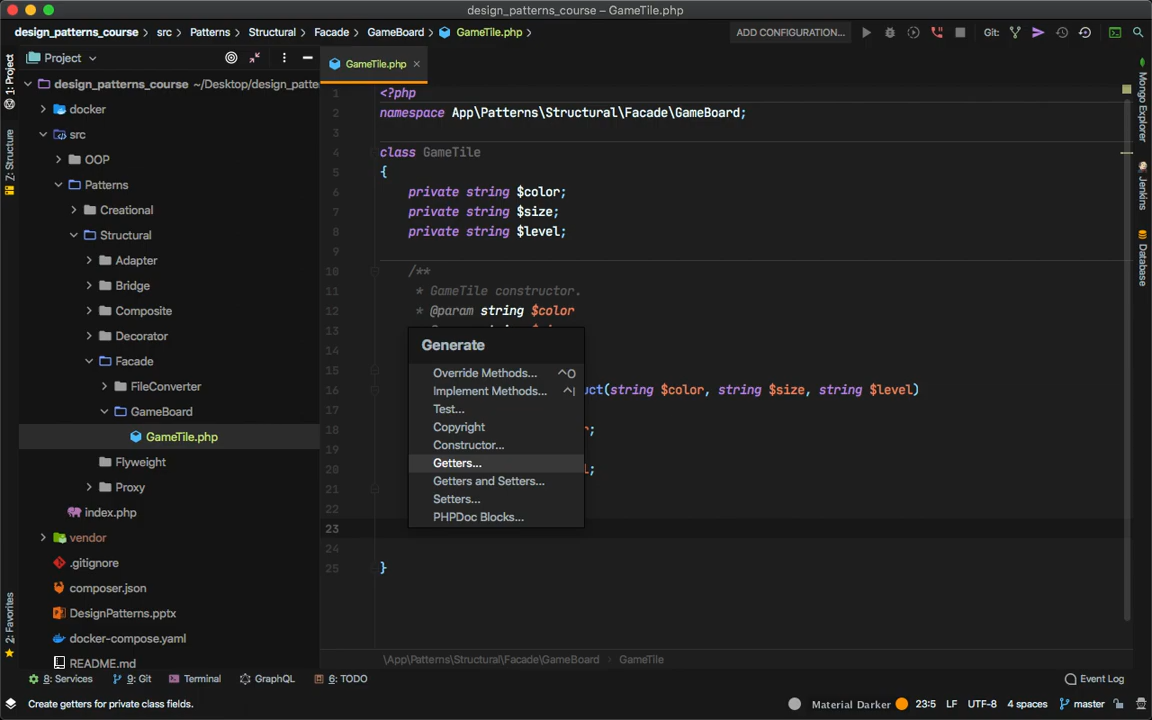 design_patterns_course – GameTile.php
design_patterns_course › src › Patterns › Structural › Facade › GameBoard › GameTile.php ›
ADD CONFIGURATION...
Git:
1: Project
Z: Structure
2: Favorites
Project
design_patterns_course ~/Desktop/design_patte
docker
src
OOP
Patterns
Creational
Structural
Adapter
Bridge
Composite
Decorator
Facade
FileConverter
GameBoard
GameTile.php
Flyweight
Proxy
index.php
vendor
.gitignore
composer.json
DesignPatterns.pptx
docker-compose.yaml
README.md
GameTile.php ×
1 <?php
2 namespace App\Patterns\Structural\Facade\GameBoard;
3
4 class GameTile
5 {
6 private string $color;
7 private string $size;
8 private string $level;
9
10 /**
11 * GameTile constructor.
12 * @param string $color
13
14
15
16 uct(string $color, string $size, string $level)
17
18 r;
19
20 l;
21
22
23
24
25 }
Generate
Override Methods... ^O
Implement Methods... ^I
Test...
Copyright
Constructor...
Getters...
Getters and Setters...
Setters...
PHPDoc Blocks...
Mongo Explorer
Jenkins
Database
\App\Patterns\Structural\Facade\GameBoard › GameTile
8: Services
9: Git
Terminal
GraphQL
6: TODO
Event Log
Create getters for private class fields.
Material Darker
23:5 LF UTF-8 4 spaces master